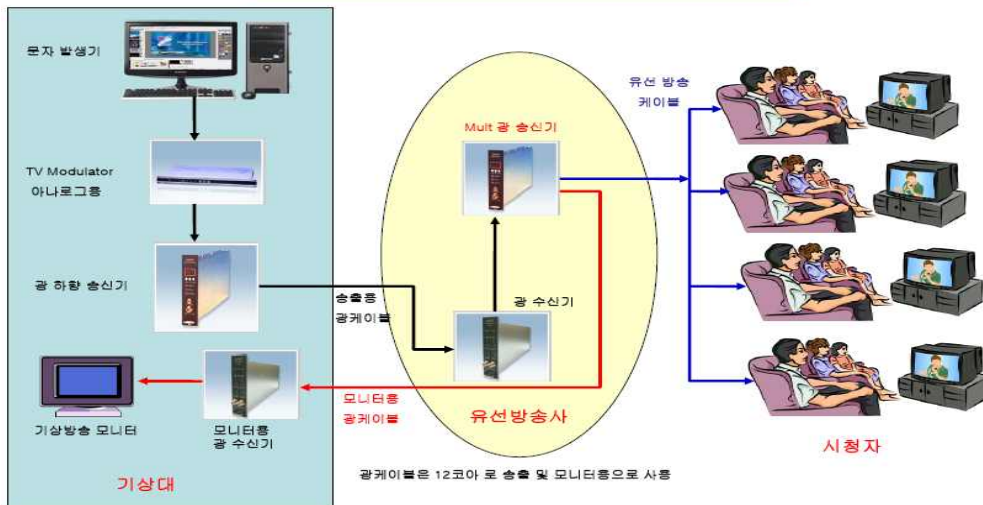 문자 발생기
TV Modulator
아나로그용
광 하향 송신기
송출용
광케이블
기상방송 모니터
모니터용
광 수신기
모니터용
광케이블
기상대
Mult 광 송신기
광 수신기
유선방송사
유선 방송
케이블
시청자
광케이블은 12코아 로 송출 및 모니터용으로 사용